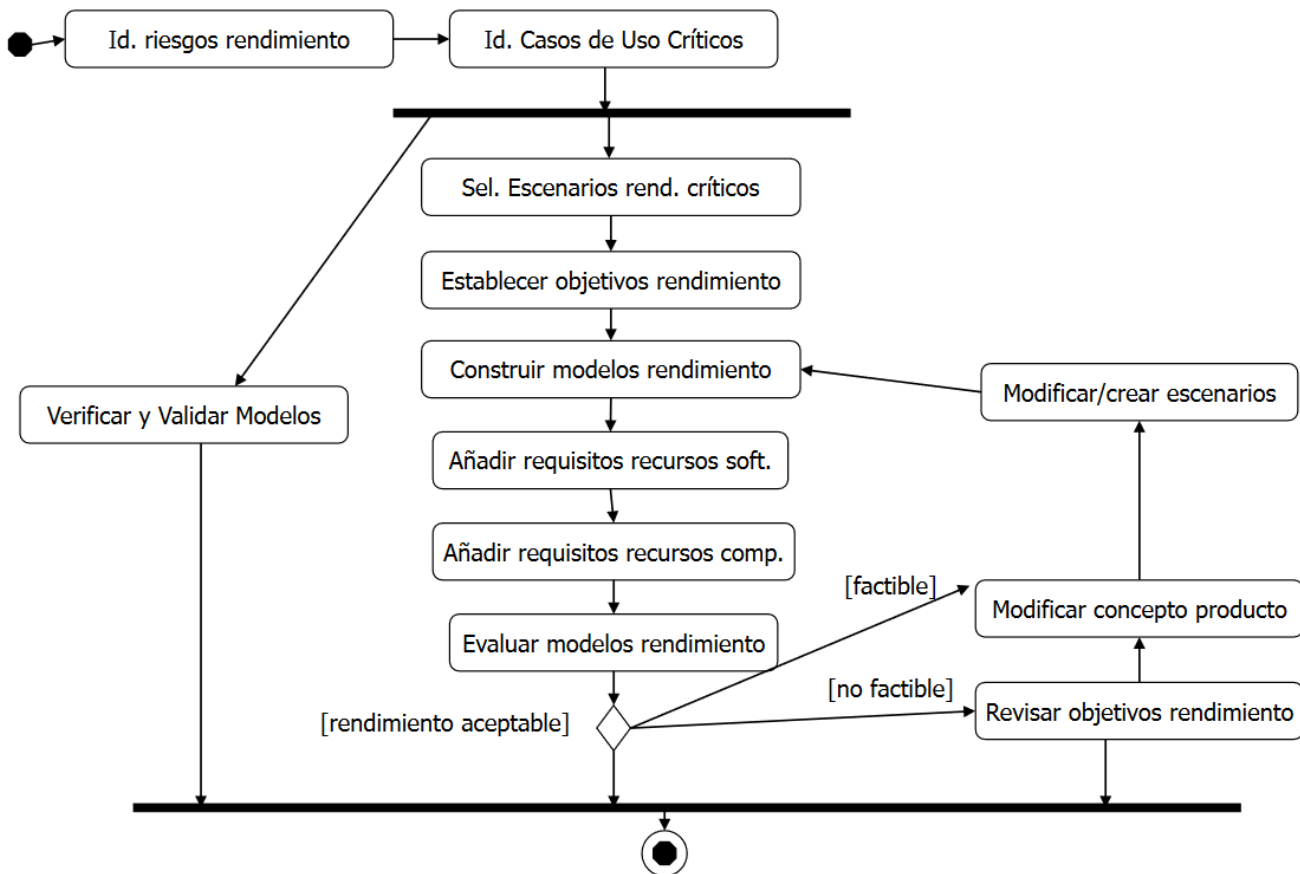 Id. riesgos rendimiento
Id. Casos de Uso Críticos
Sel. Escenarios rend. críticos
Establecer objetivos rendimiento
Construir modelos rendimiento
Modificar/crear escenarios
Verificar y Validar Modelos
Añadir requisitos recursos soft.
Añadir requisitos recursos comp.
[factible]
Modificar concepto producto
Evaluar modelos rendimiento
[no factible]
Revisar objetivos rendimiento
[rendimiento aceptable]